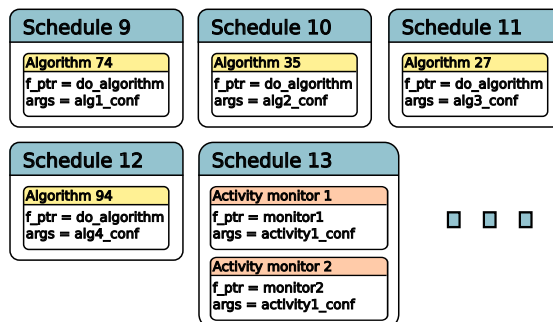 Schedule 9
Algorithm 74
f_ptr = do_algorithm
args = alg1_conf
Schedule 10
Algorithm 35
f_ptr = do_algorithm
args = alg2_conf
Schedule 11
Algorithm 27
f_ptr = do_algorithm
args = alg3_conf
Schedule 12
Algorithm 94
f_ptr = do_algorithm
args = alg4_conf
Schedule 13
Activity monitor 1
f_ptr = monitor1
args = activity1_conf
Activity monitor 2
f_ptr = monitor2
args = activity1_conf